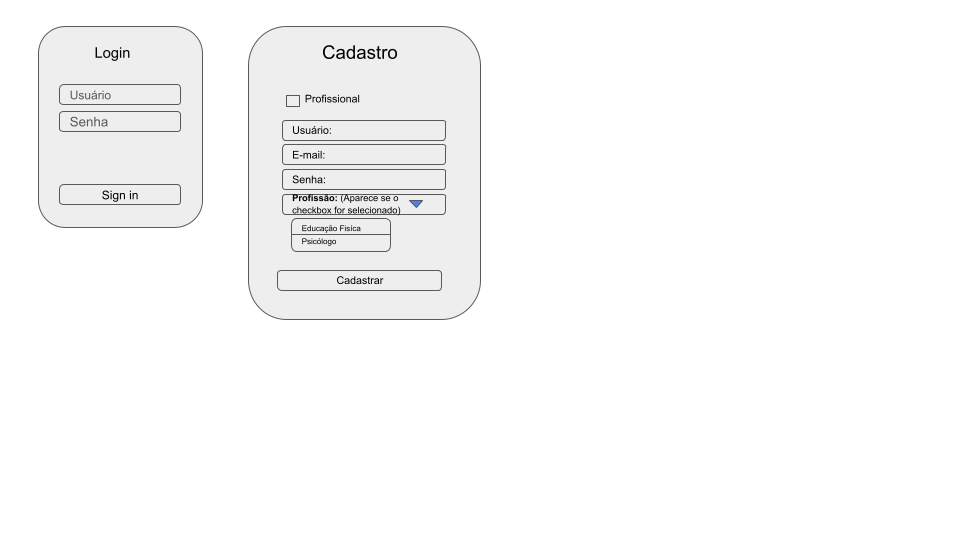 Login
Usuário
Senha
Sign in
Cadastro
Profissional
Usuário:
E-mail:
Senha:
Profissão: (Aparece se o
checkbox for selecionado)
Educação Fisíca
Psicólogo
Cadastrar